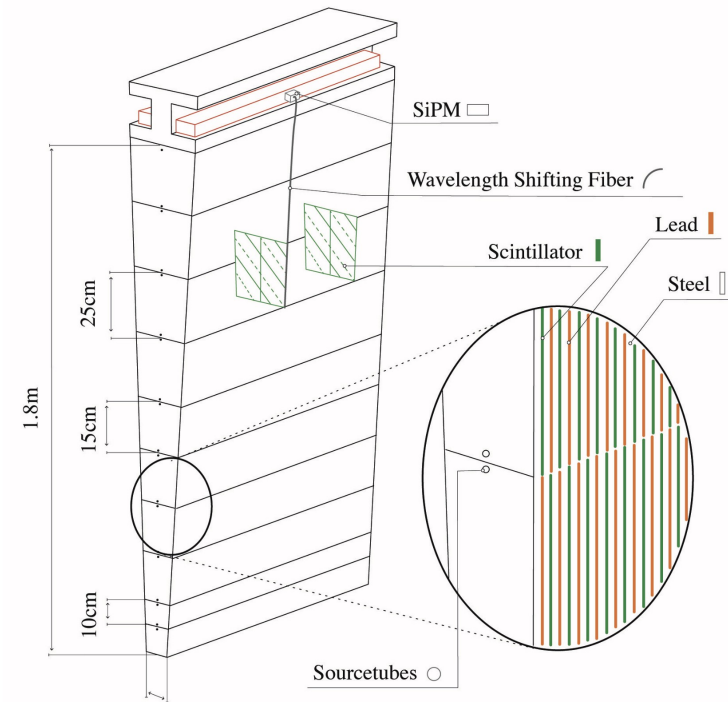 SiPM
Wavelength Shifting Fiber
Lead
Scintillator
Steel
25cm
1.8m
15cm
10cm
Sourcetubes